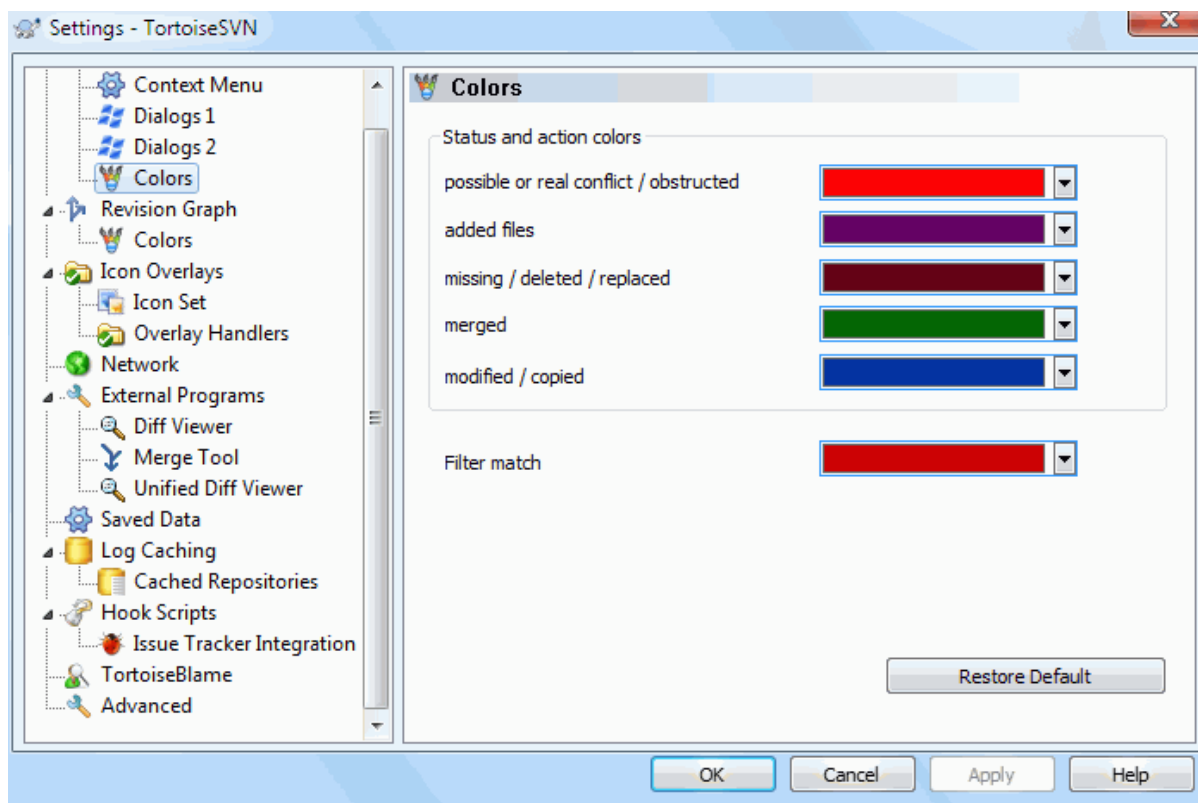 Settings - TortoiseSVN
Context Menu
Dialogs 1
Dialogs 2
Colors
Revision Graph
Colors
Icon Overlays
Icon Set
Overlay Handlers
Network
External Programs
Diff Viewer
Merge Tool
Unified Diff Viewer
Saved Data
Log Caching
Cached Repositories
Hook Scripts
Issue Tracker Integration
TortoiseBlame
Advanced
Colors
Status and action colors
possible or real conflict / obstructed
added files
missing / deleted / replaced
merged
modified / copied
Filter match
Restore Default
OK
Cancel
Apply
Help